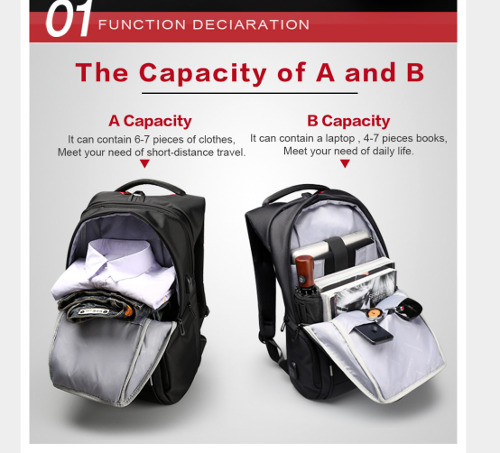 01 FUNCTION DECIARATION
The Capacity of A and B
A Capacity
It can contain 6-7 pieces of clothes,
Meet your need of short-distance travel.
B Capacity
It can contain a laptop , 4-7 pieces books,
Meet your need of daily life.